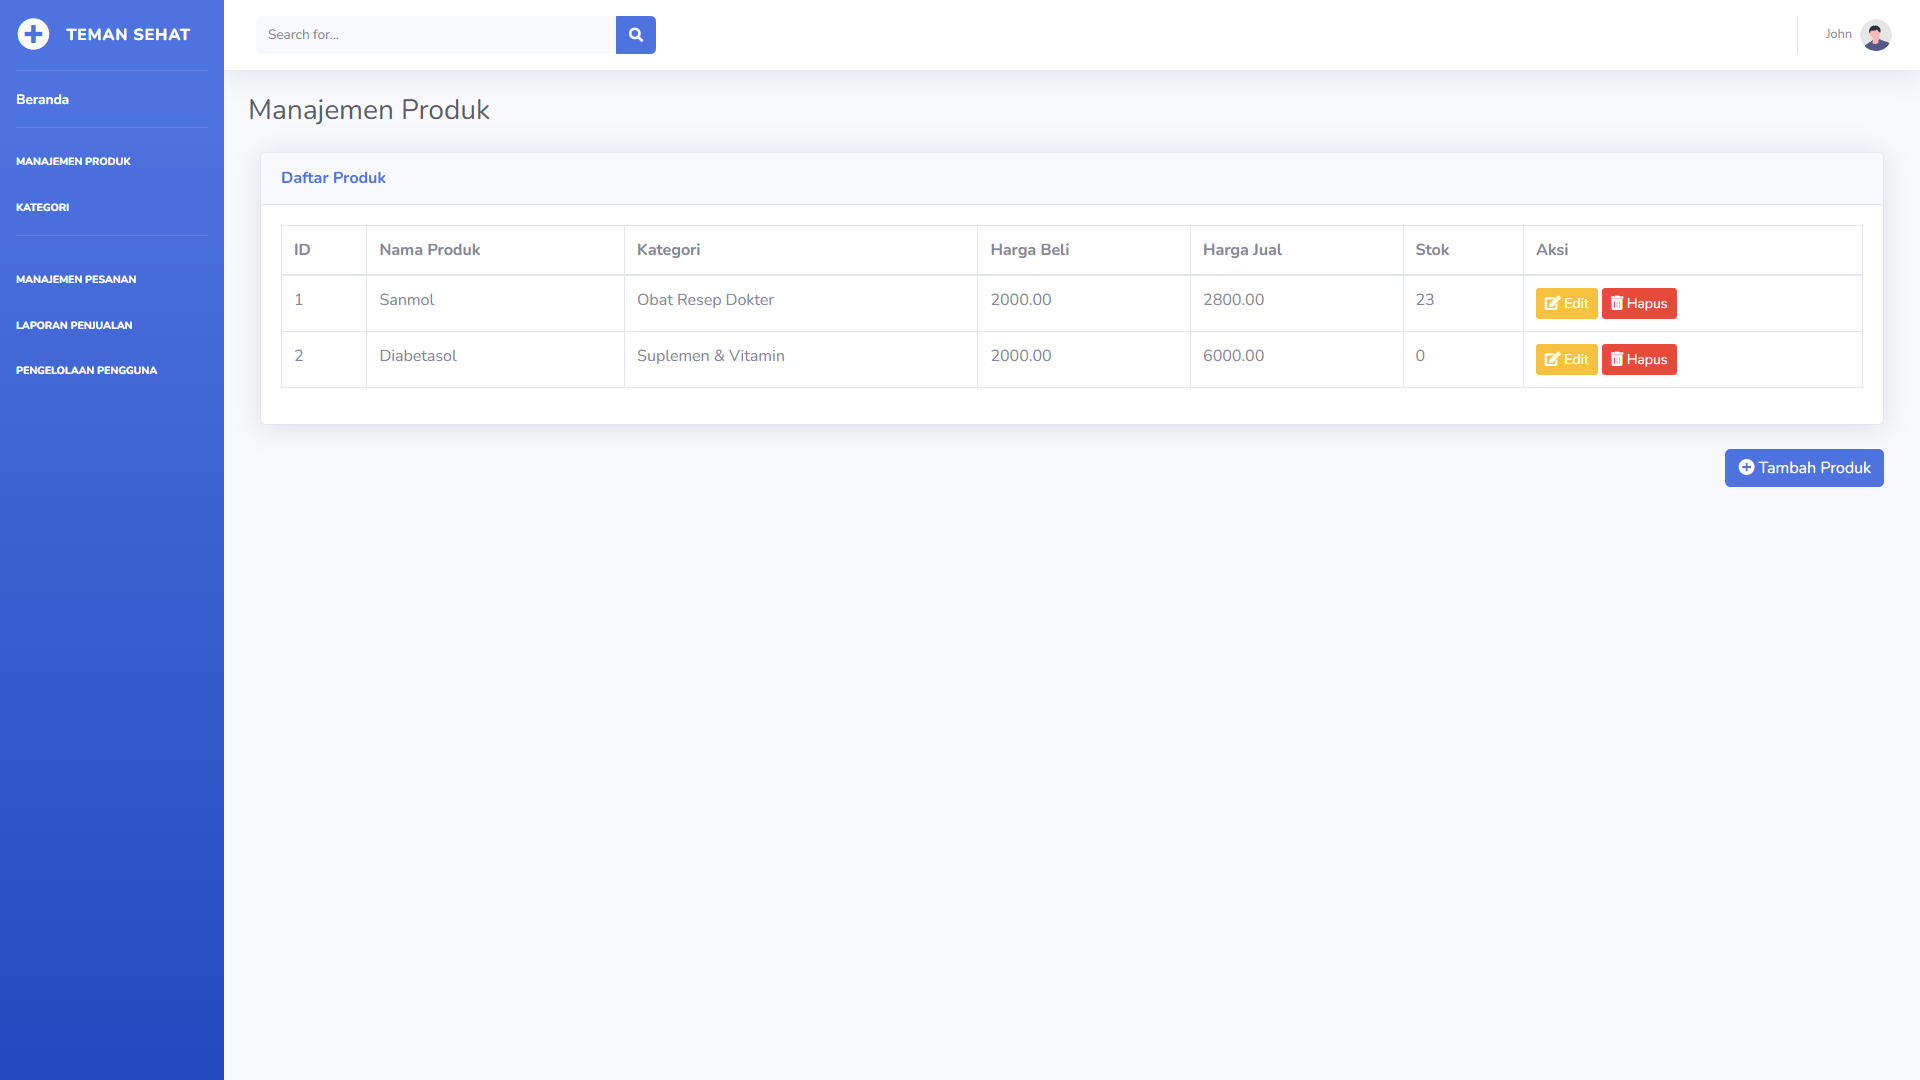 TEMAN SEHAT
Search for...
John
Beranda
MANAJEMEN PRODUK
KATEGORI
MANAJEMEN PESANAN
LAPORAN PENJUALAN
PENGELOLAAN PENGGUNA
Manajemen Produk
Daftar Produk
ID Nama Produk Kategori Harga Beli Harga Jual Stok Aksi
1 Sanmol Obat Resep Dokter 2000.00 2800.00 23 Edit Hapus
2 Diabetasol Suplemen & Vitamin 2000.00 6000.00 0 Edit Hapus
Tambah Produk